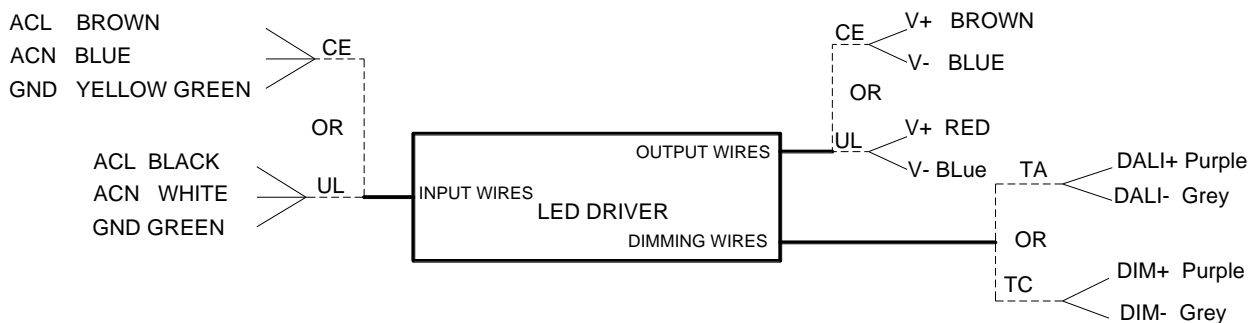 ACL BROWN
ACN BLUE
GND YELLOW GREEN
CE
OR
ACL BLACK
ACN WHITE
GND GREEN
UL
INPUT WIRES
LED DRIVER
OUTPUT WIRES
DIMMING WIRES
CE
V+ BROWN
V- BLUE
OR
UL
V+ RED
V- BLue
TA
DALI+ Purple
DALI- Grey
OR
TC
DIM+ Purple
DIM- Grey